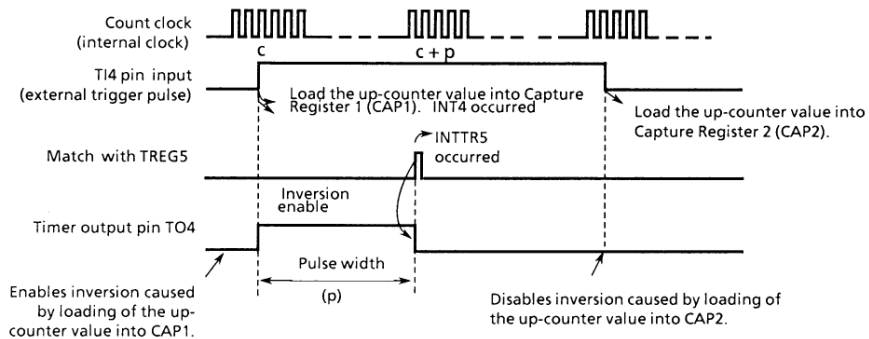 Count clock
(internal clock)
c
c + p
TI4 pin input
(external trigger pulse)
Load the up-counter value into Capture
Register 1 (CAP1). INT4 occurred
Load the up-counter value into
Capture Register 2 (CAP2).
INTTR5
occurred
Match with TREG5
Inversion
enable
Timer output pin TO4
Pulse width
(p)
Enables inversion caused
by loading of the up-
counter value into CAP1.
Disables inversion caused by loading of
the up-counter value into CAP2.